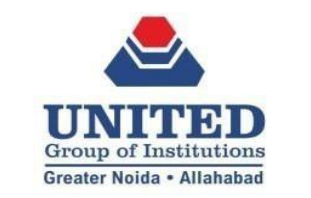 UNITED
Group of Institutions
Greater Noida • Allahabad